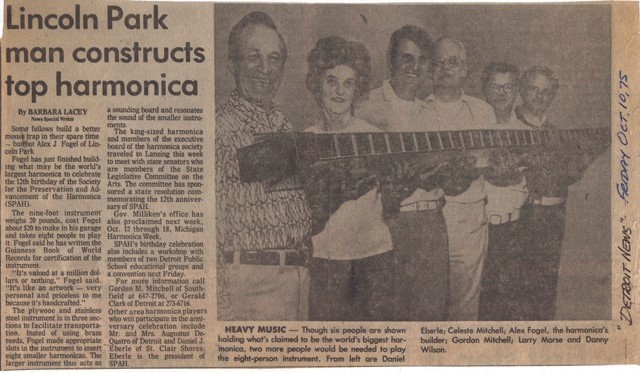 Lincoln Park
man constructs
top harmonica
By BARBARA LACEY
News Special Writer
Some fellows build a better
mouse trap in their spare time
— but not Alex J. Fogel of Lin-
coln Park
Fogel has just finished build-
ing what may be the world's
largest harmonica to celebrate
the 12th birthday of the Society
for the Preservation and Ad-
vancement of the Harmonica
(SPAH).
The nine-foot instrument
weighs 20 pounds, cost Fogel
about $20 to make in his garage
and takes eight people to play
it. Fogel said he has written the
Guinness Book of World
Records for certification of the
instrument.
"It's valued at a million dol-
lars or nothing," Fogel said.
"It's like an artwork — very
personal and priceless to me
because it's handcrafted."
The plywood and stainless
steel instrument is in three sec-
tions to facilitate transporta-
tion. Insted of using brass
reeds, Fogel made appropriate
slots in the instrument to insert
eight smaller harmonicas. The
larger instrument thus acts as
a sounding board and resonates
the sound of the smaller instru-
ments.
The king-sized harmonica
and members of the executive
board of the harmonica society
traveled to Lansing this week
to meet with state senators who
are members of the State
Legislative Committee on the
Arts. The committee has spon-
sored a state resolution com-
memorating the 12th anniver-
sary of SPAH.
Gov. Milliken's office has
also proclaimed next week,
Oct. 12 through 18, Michigan
Harmonica Week.
SPAH's birthday celebration
also includes a workshop with
members of two Detroit Public
School educational groups and
a convention next Friday.
For more information call
Gordon M. Mitchell of South-
field at 647-2706, or Gerald
Clark of Detroit at 273-6716.
Other area harmonica players
who will participate in the anni-
versary celebration include
Mr. and Mrs. Augustus De-
Quatro of Detroit and Daniel J.
Eberle of St. Clair Shores.
Eberle is the president of
SPAH.
HEAVY MUSIC — Though six people are shown
holding what's claimed to be the world's biggest har-
monica, two more people would be needed to play
the eight-person instrument. From left are Daniel
Eberle; Celeste Mitchell; Alex Fogel, the harmonica's
builder; Gordon Mitchell; Larry Morse and Danny
Wilson.
"DETROIT NEWS" FRIDAY OCT. 10, 75